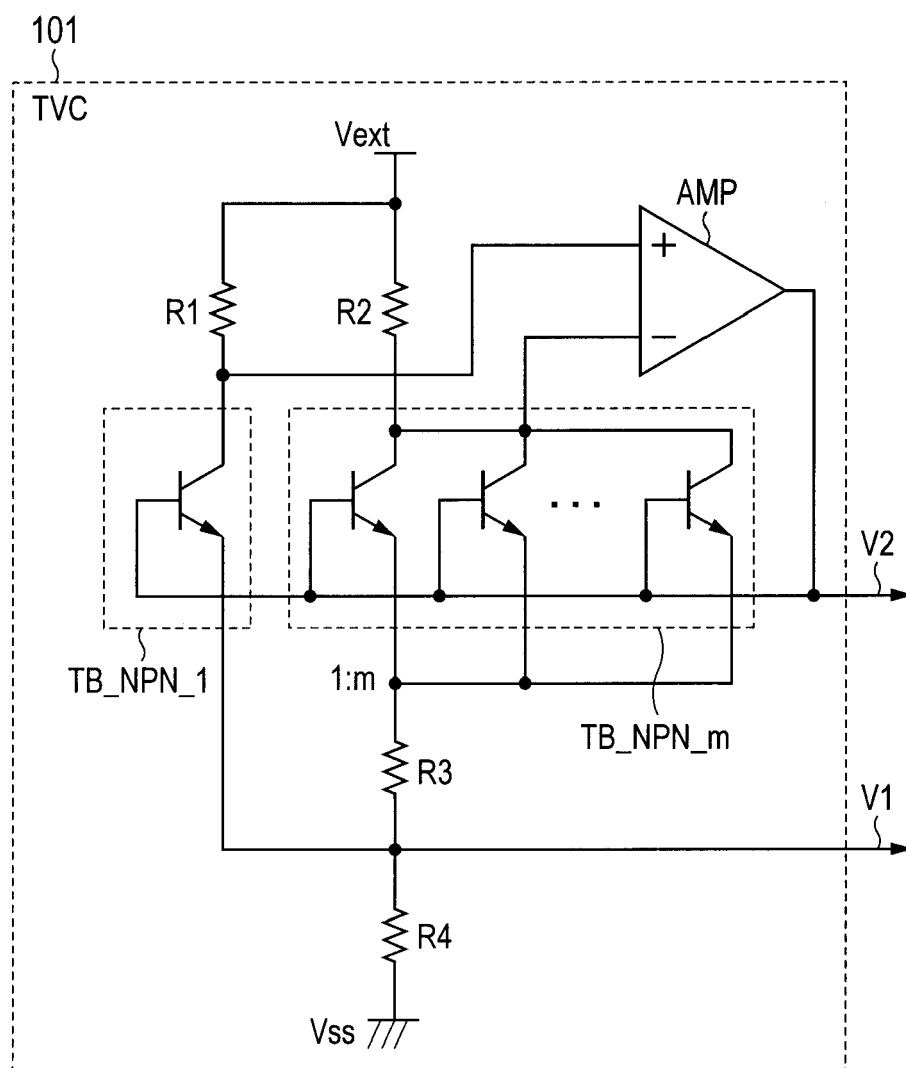 101
TVC
Vext
AMP
+
R1
R2
−
. . .
V2
TB_NPN_1
1:m
TB_NPN_m
R3
V1
R4
Vss